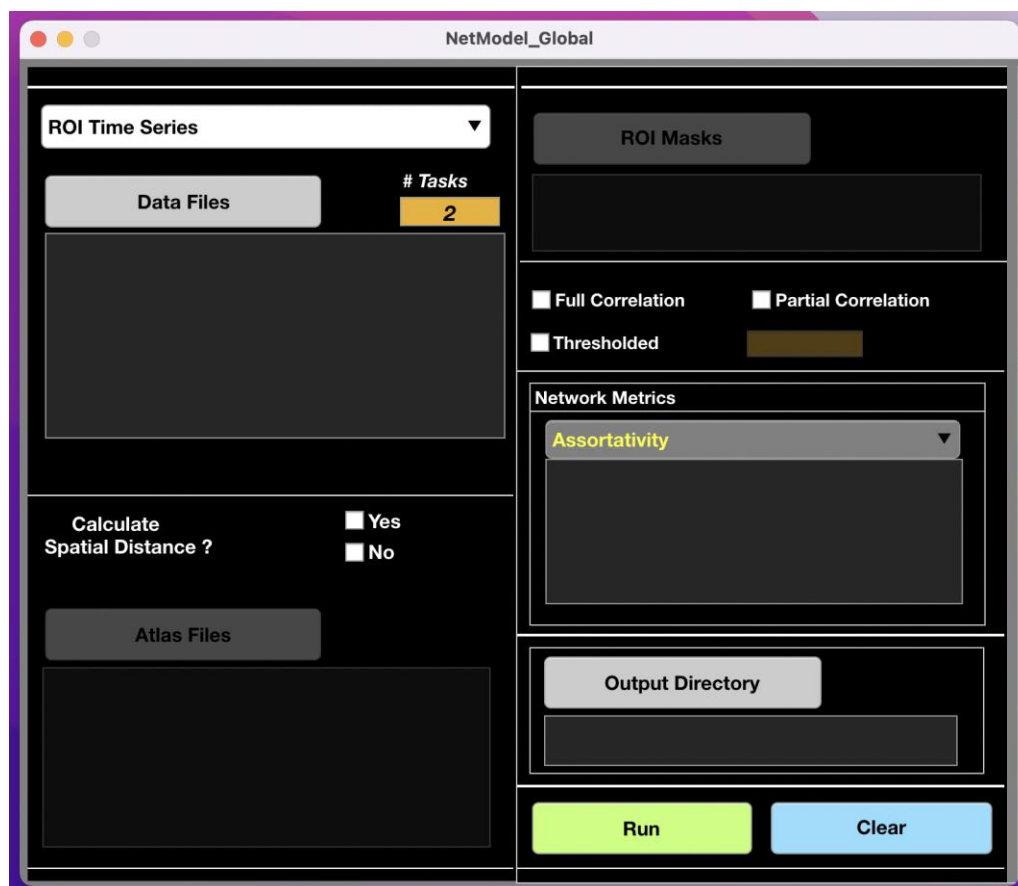 NetModel_Global
ROI Time Series
Data Files
# Tasks
2
Calculate
Spatial Distance ?
Yes
No
Atlas Files
ROI Masks
Full Correlation
Partial Correlation
Thresholded
Network Metrics
Assortativity
Output Directory
Run
Clear